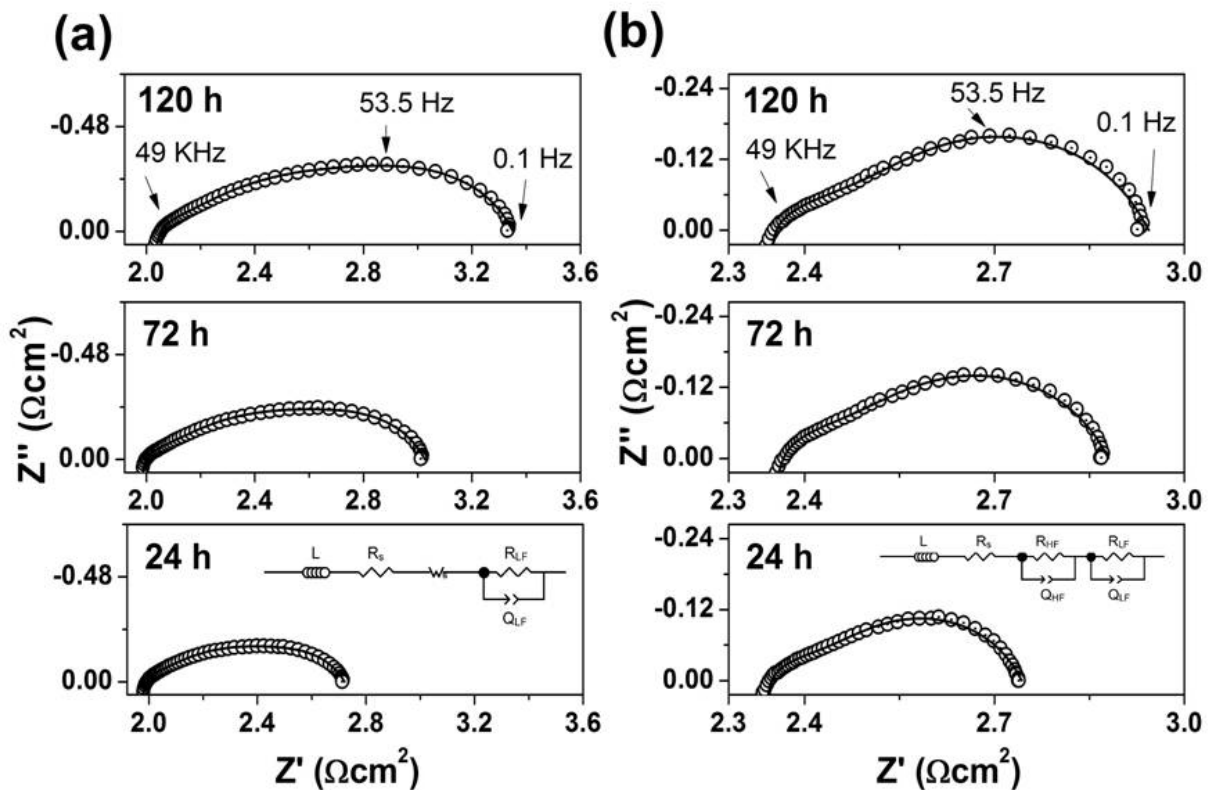 (a)
(b)
120 h
53.5 Hz
49 KHz
0.1 Hz
-0.48
0.00
2.0 2.4 2.8 3.2 3.6
120 h
53.5 Hz
49 KHz
0.1 Hz
-0.24
-0.12
0.00
2.3 2.4 2.7 3.0
72 h
-0.48
0.00
2.0 2.4 2.8 3.2 3.6
72 h
-0.24
-0.12
0.00
2.3 2.4 2.7 3.0
24 h
L Rs Ws RLF
QLF
-0.48
0.00
2.0 2.4 2.8 3.2 3.6
24 h
L Rs RHF RLF
QHF QLF
-0.24
-0.12
0.00
2.3 2.4 2.7 3.0
Z'' (Ωcm²)
Z'' (Ωcm²)
Z' (Ωcm²)
Z' (Ωcm²)